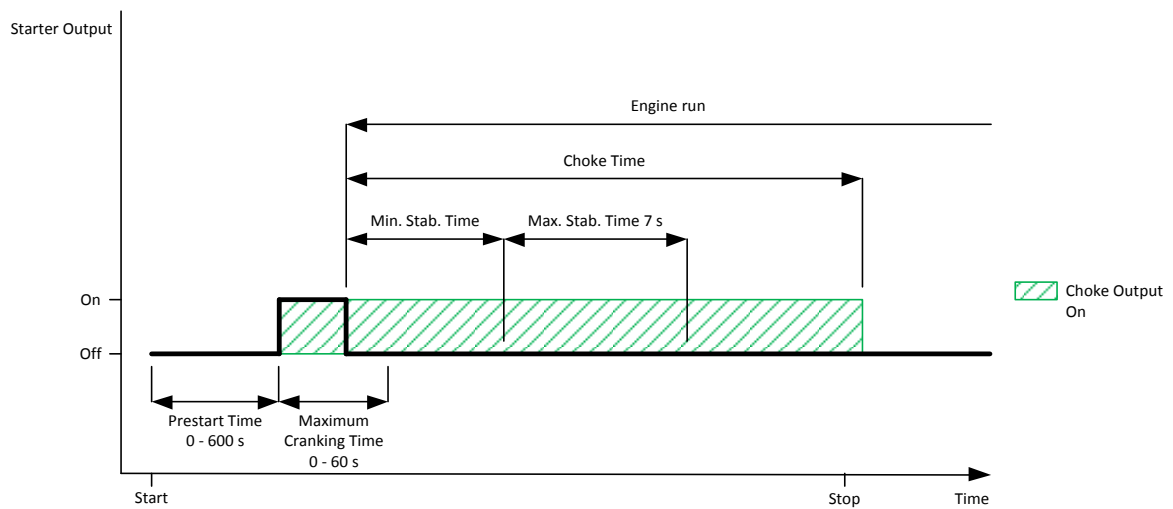 Starter Output
Engine run
Choke Time
Min. Stab. Time
Max. Stab. Time 7 s
On
Choke Output
On
Off
Prestart Time
0 - 600 s
Maximum
Cranking Time
0 - 60 s
Start
Stop
Time